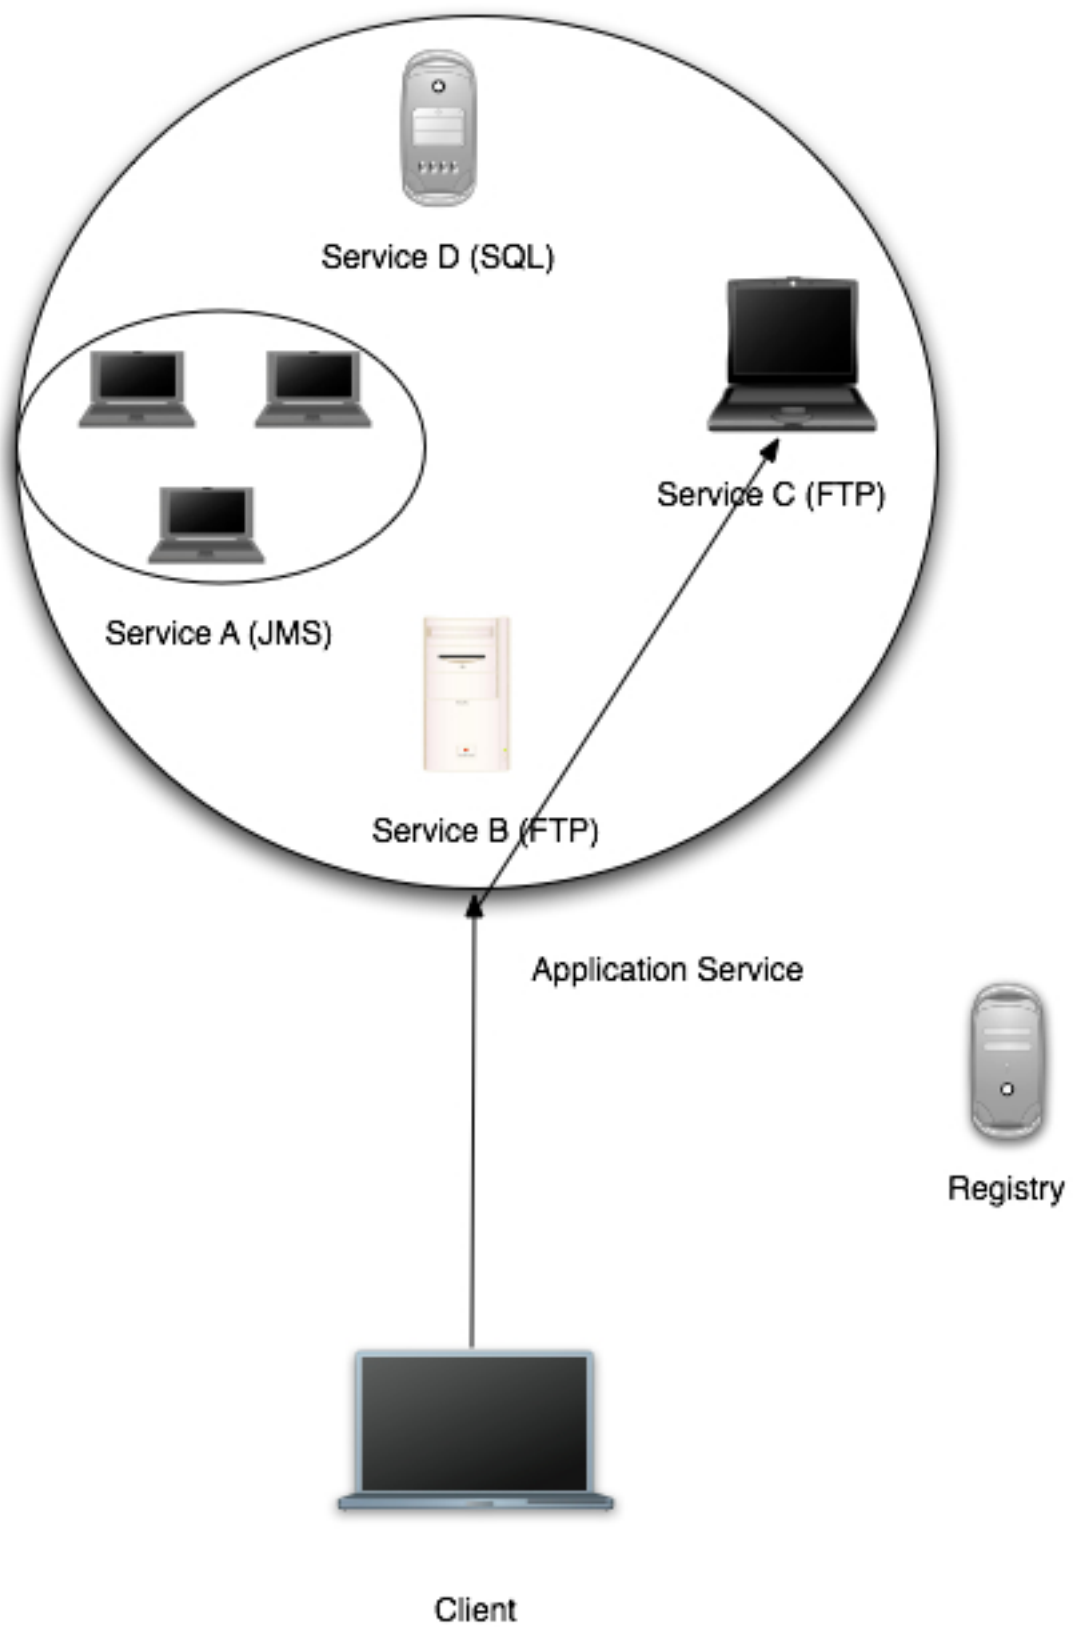 Service D (SQL)
Service C (FTP)
Service A (JMS)
Service B (FTP)
Application Service
Registry
Client